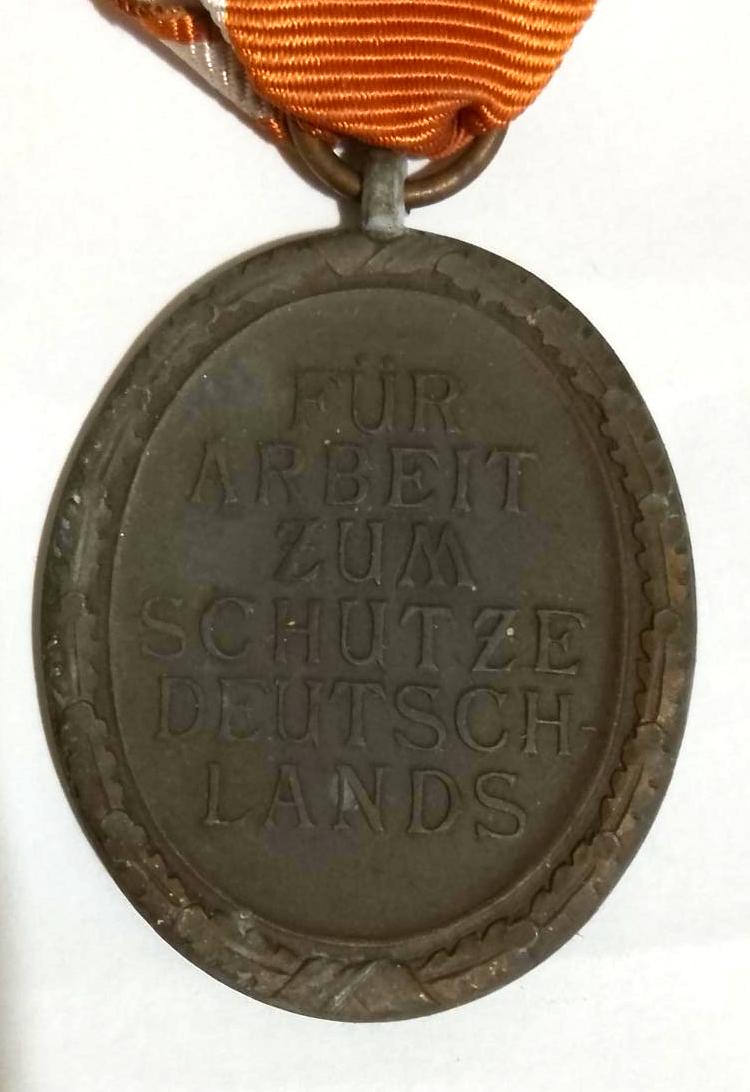 FÜR
ARBEIT
ZUM
SCHUTZE
DEUTSCH-
LANDS